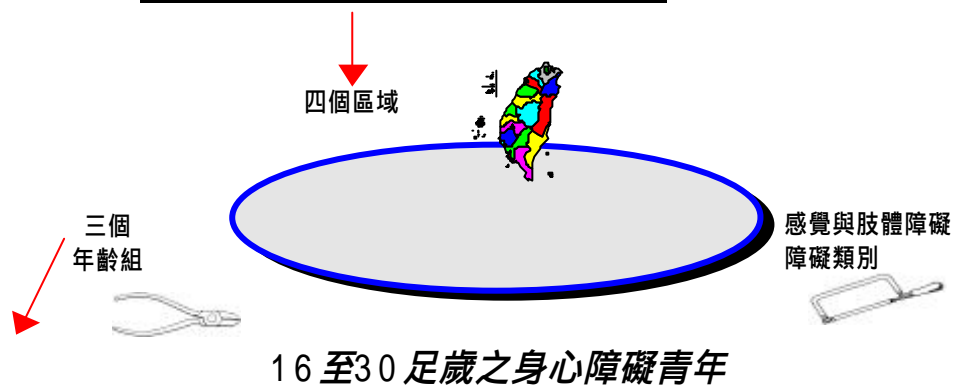 四個區域
三個
年齡組
感覺與肢體障礙
障礙類別
16至30足歲之身心障礙青年